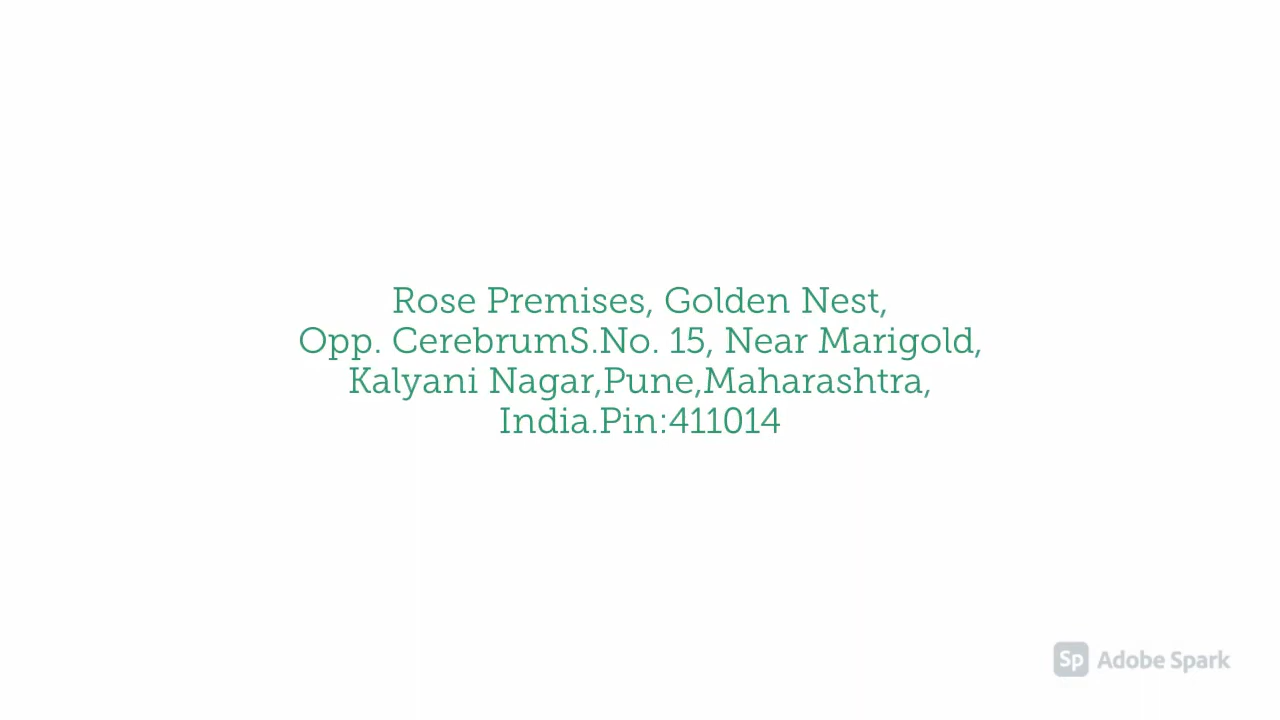 Rose Premises, Golden Nest,
Opp. CerebrumS.No. 15, Near Marigold,
Kalyani Nagar,Pune,Maharashtra,
India.Pin:411014
Sp Adobe Spark